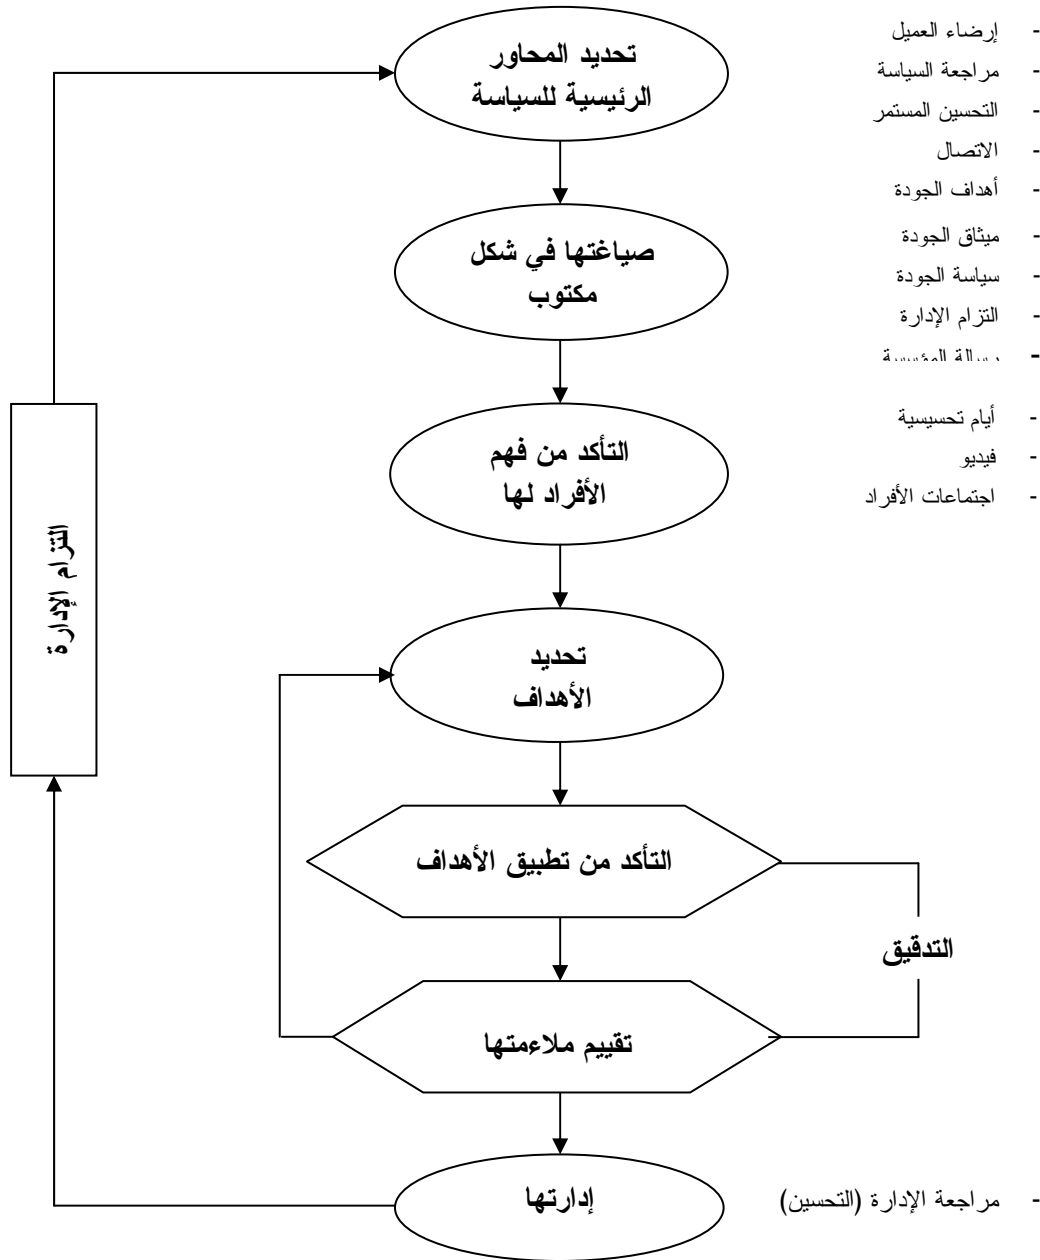 - إرضاء العميل
- مراجعة السياسة
- التحسين المستمر
- الاتصال
- أهداف الجودة
تحديد المحاور
الرئيسية للسياسة
- ميثاق الجودة
- سياسة الجودة
- التزام الإدارة
- رسالة المؤسسة
صياغتها في شكل
مكتوب
- أيام تحسيسية
- فيديو
- اجتماعات الأفراد
التأكد من فهم
الأفراد لها
التزام الإدارة
تحديد
الأهداف
التأكد من تطبيق الأهداف
التدقيق
تقييم ملاءمتها
- مراجعة الإدارة (التحسين)
إدارتها